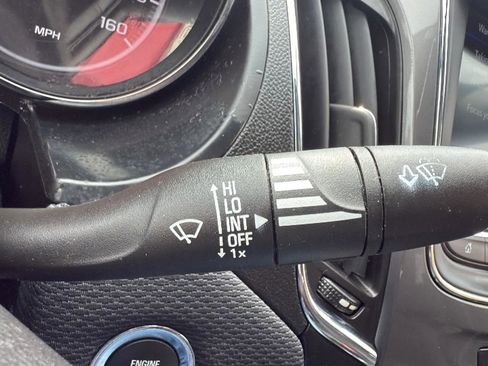 MPH
160
HI
LO
INT
OFF
1x
ENGINE